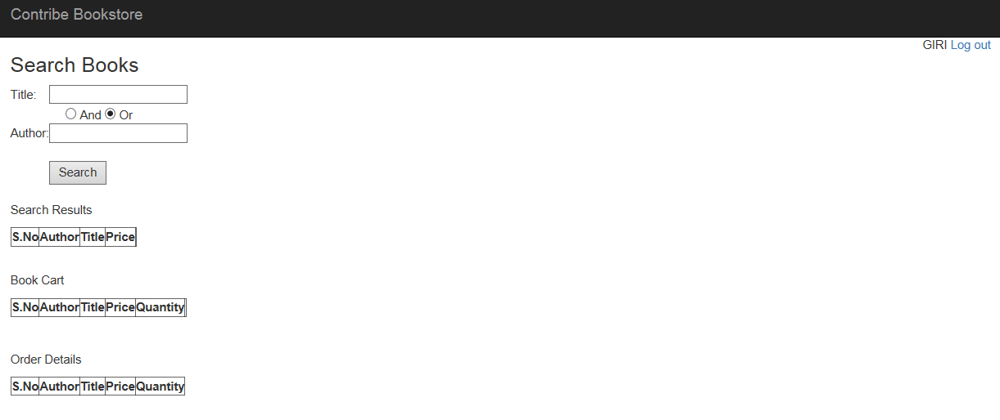 Contribe Bookstore
GIRI Log out
Search Books
Title:
And Or
Author:
Search
Search Results
S.No Author Title Price
Book Cart
S.No Author Title Price Quantity
Order Details
S.No Author Title Price Quantity